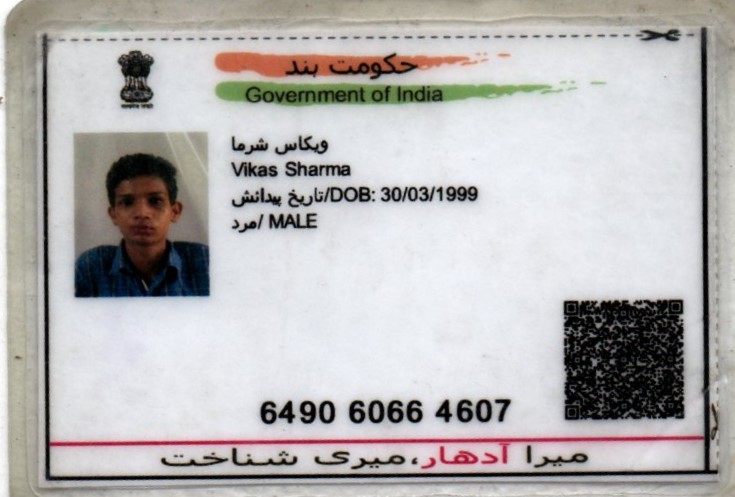 حکومت ہند
Government of India
ویکاس شرما
Vikas Sharma
تاریخ پیدائش/DOB: 30/03/1999
مرد/ MALE
6490 6066 4607
میرا آدھار،میری شناخت